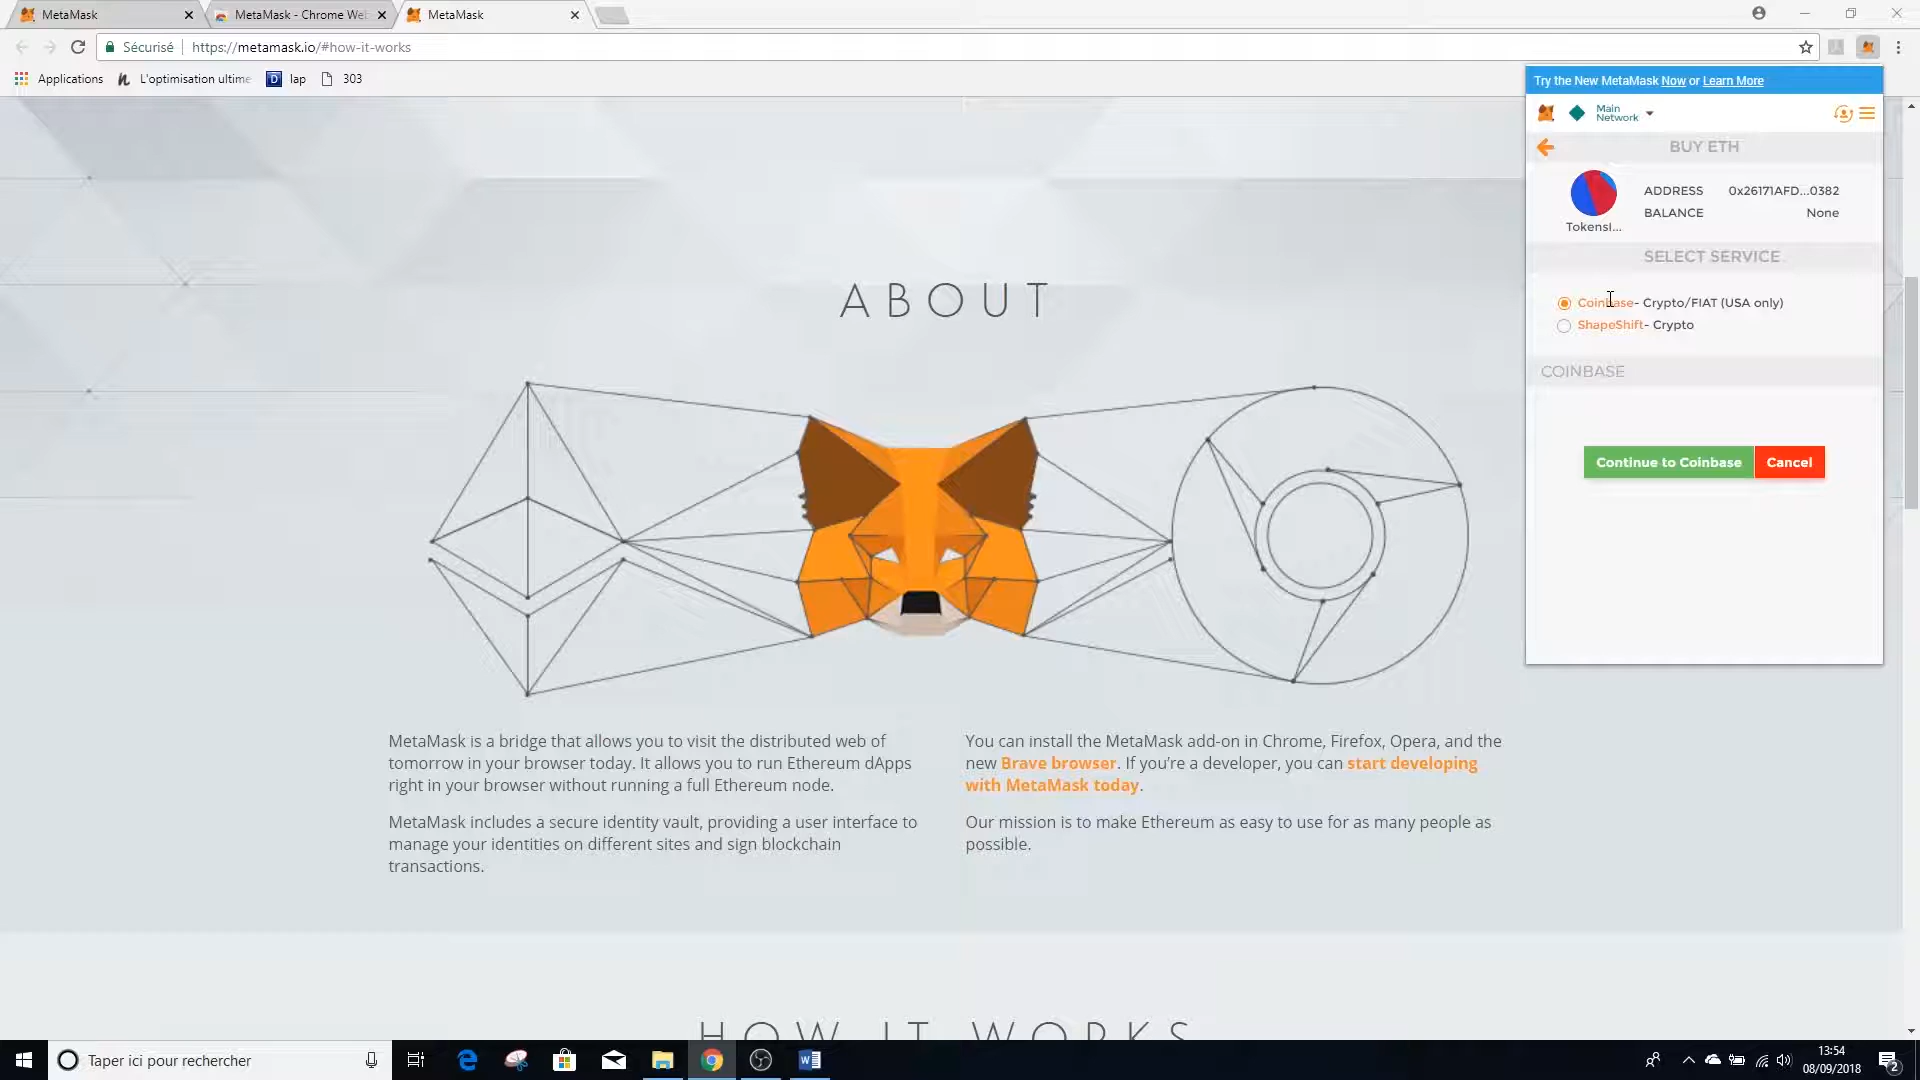 MetaMask
MetaMask - Chrome Web
MetaMask
Sécurisé
https://metamask.io/#how-it-works
Applications
L'optimisation ultime
lap
303
Try the New MetaMask Now or Learn More
Main
Network
BUY ETH
ADDRESS 0x26171AFD...0382
BALANCE None
TokensI...
SELECT SERVICE
Coinbase- Crypto/FIAT (USA only)
ShapeShift- Crypto
COINBASE
Continue to Coinbase
Cancel
ABOUT
MetaMask is a bridge that allows you to visit the distributed web of
tomorrow in your browser today. It allows you to run Ethereum dApps
right in your browser without running a full Ethereum node.
MetaMask includes a secure identity vault, providing a user interface to
manage your identities on different sites and sign blockchain
transactions.
You can install the MetaMask add-on in Chrome, Firefox, Opera, and the
new Brave browser. If you're a developer, you can start developing
with MetaMask today.
Our mission is to make Ethereum as easy to use for as many people as
possible.
HOW IT WORKS
Taper ici pour rechercher
13:54
08/09/2018
2